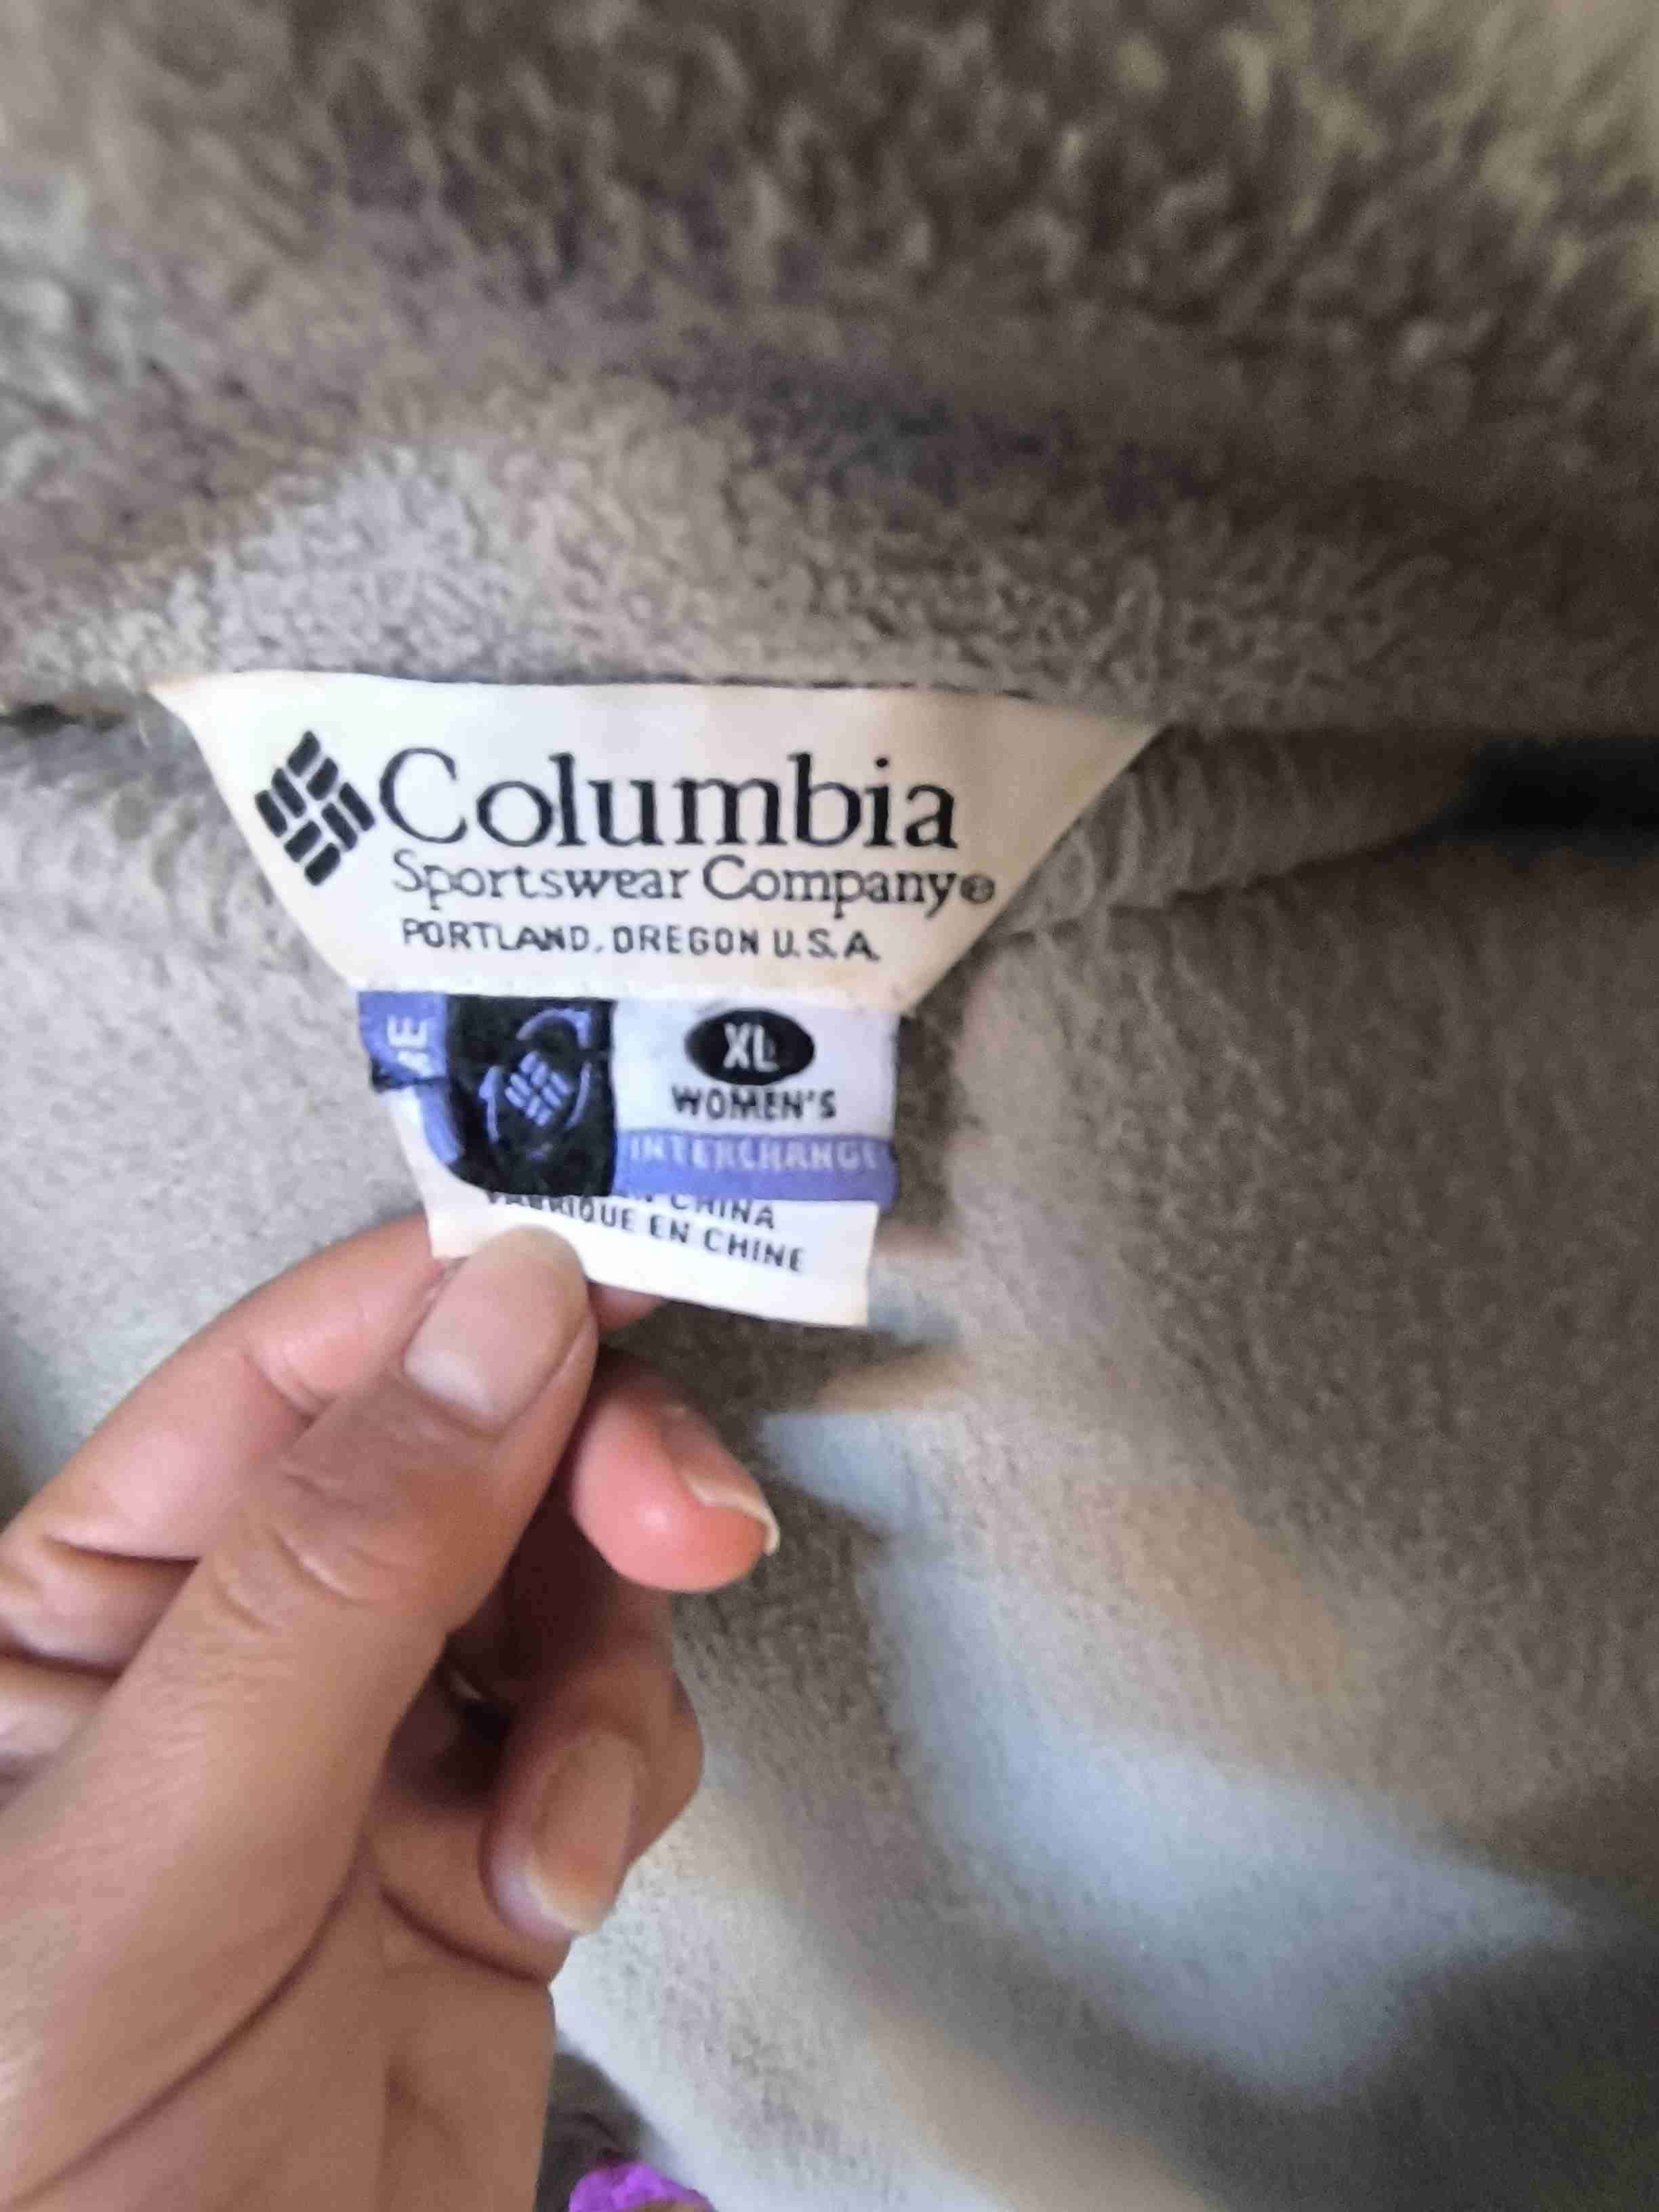 Columbia
Sportswear Company®
PORTLAND, OREGON U.S.A.
XL
WOMEN'S
INTERCHANGE
CHINA
FABRIQUE EN CHINE